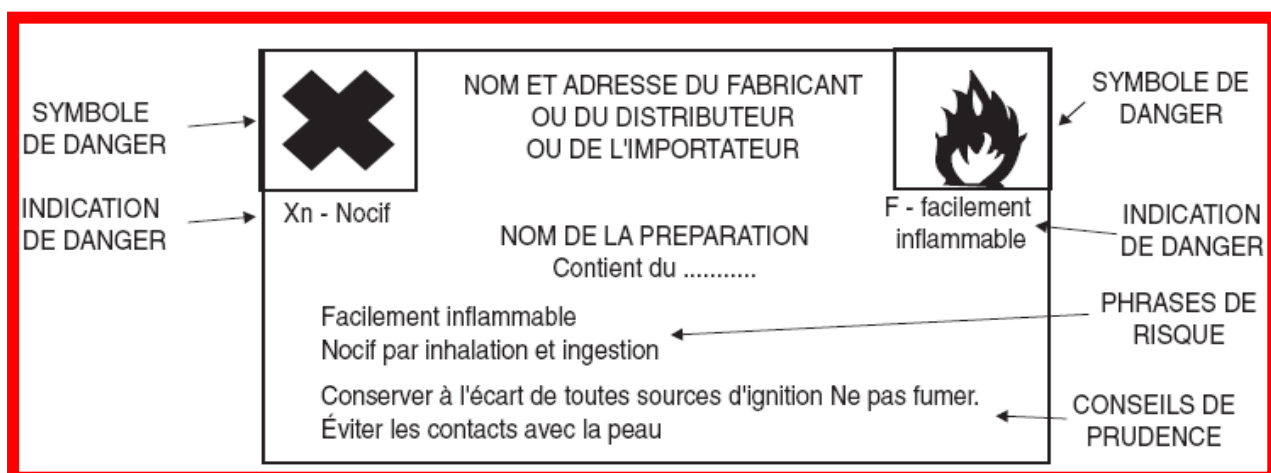 SYMBOLE
DE DANGER
INDICATION
DE DANGER
NOM ET ADRESSE DU FABRICANT
OU DU DISTRIBUTEUR
OU DE L'IMPORTATEUR
Xn - Nocif
F - facilement
inflammable
NOM DE LA PREPARATION
Contient du ...........
Facilement inflammable
Nocif par inhalation et ingestion
Conserver à l'écart de toutes sources d'ignition Ne pas fumer.
Éviter les contacts avec la peau
SYMBOLE DE
DANGER
INDICATION
DE DANGER
PHRASES DE
RISQUE
CONSEILS DE
PRUDENCE